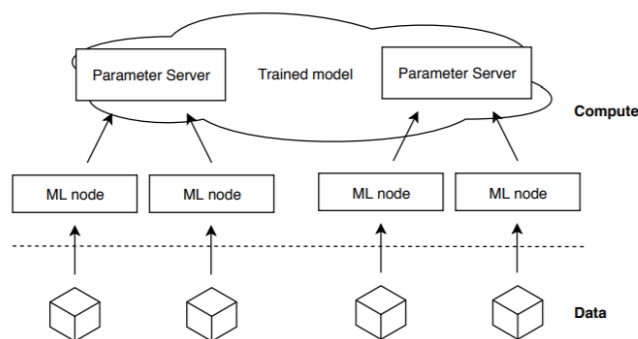 Parameter Server
Trained model
Parameter Server
Compute
ML node
ML node
ML node
ML node
Data